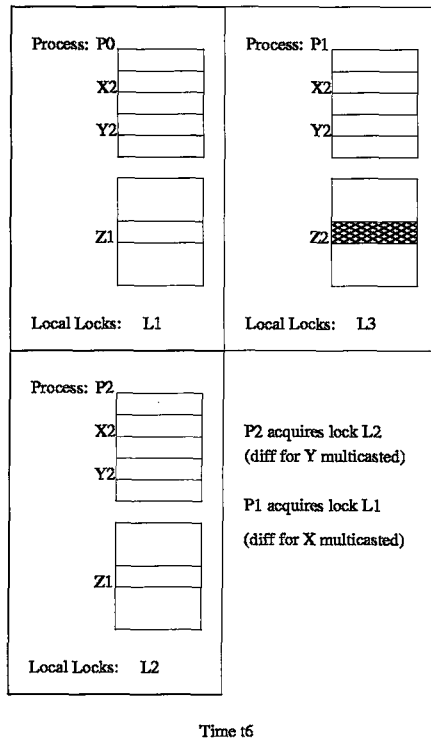 Process: P0
X2
Y2
Z1
Local Locks: L1
Process: P1
X2
Y2
Z2
Local Locks: L3
Process: P2
X2
Y2
Z1
Local Locks: L2
P2 acquires lock L2
(diff for Y multicasted)
P1 acquires lock L1
(diff for X multicasted)
Time t6